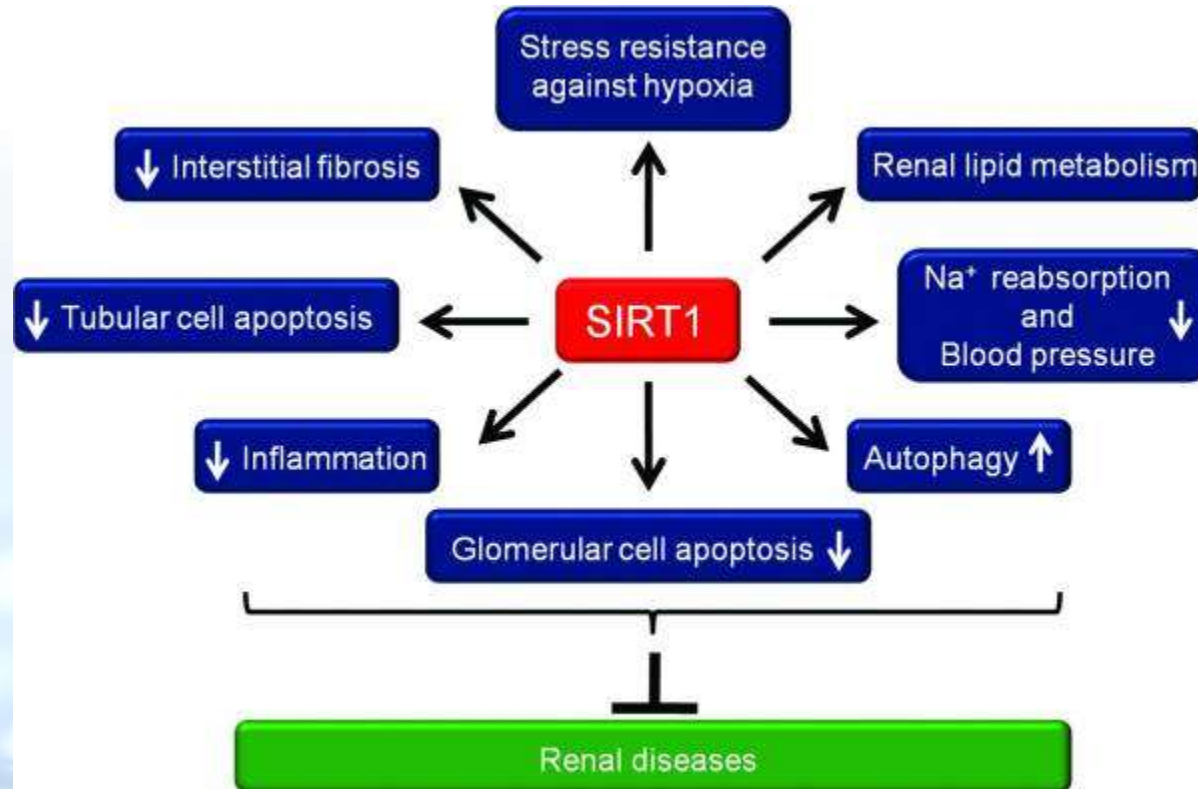 Stress resistance
against hypoxia
↓ Interstitial fibrosis
Renal lipid metabolism
↓ Tubular cell apoptosis
SIRT1
Na⁺ reabsorption
and ↓
Blood pressure
↓ Inflammation
Autophagy ↑
Glomerular cell apoptosis ↓
Renal diseases